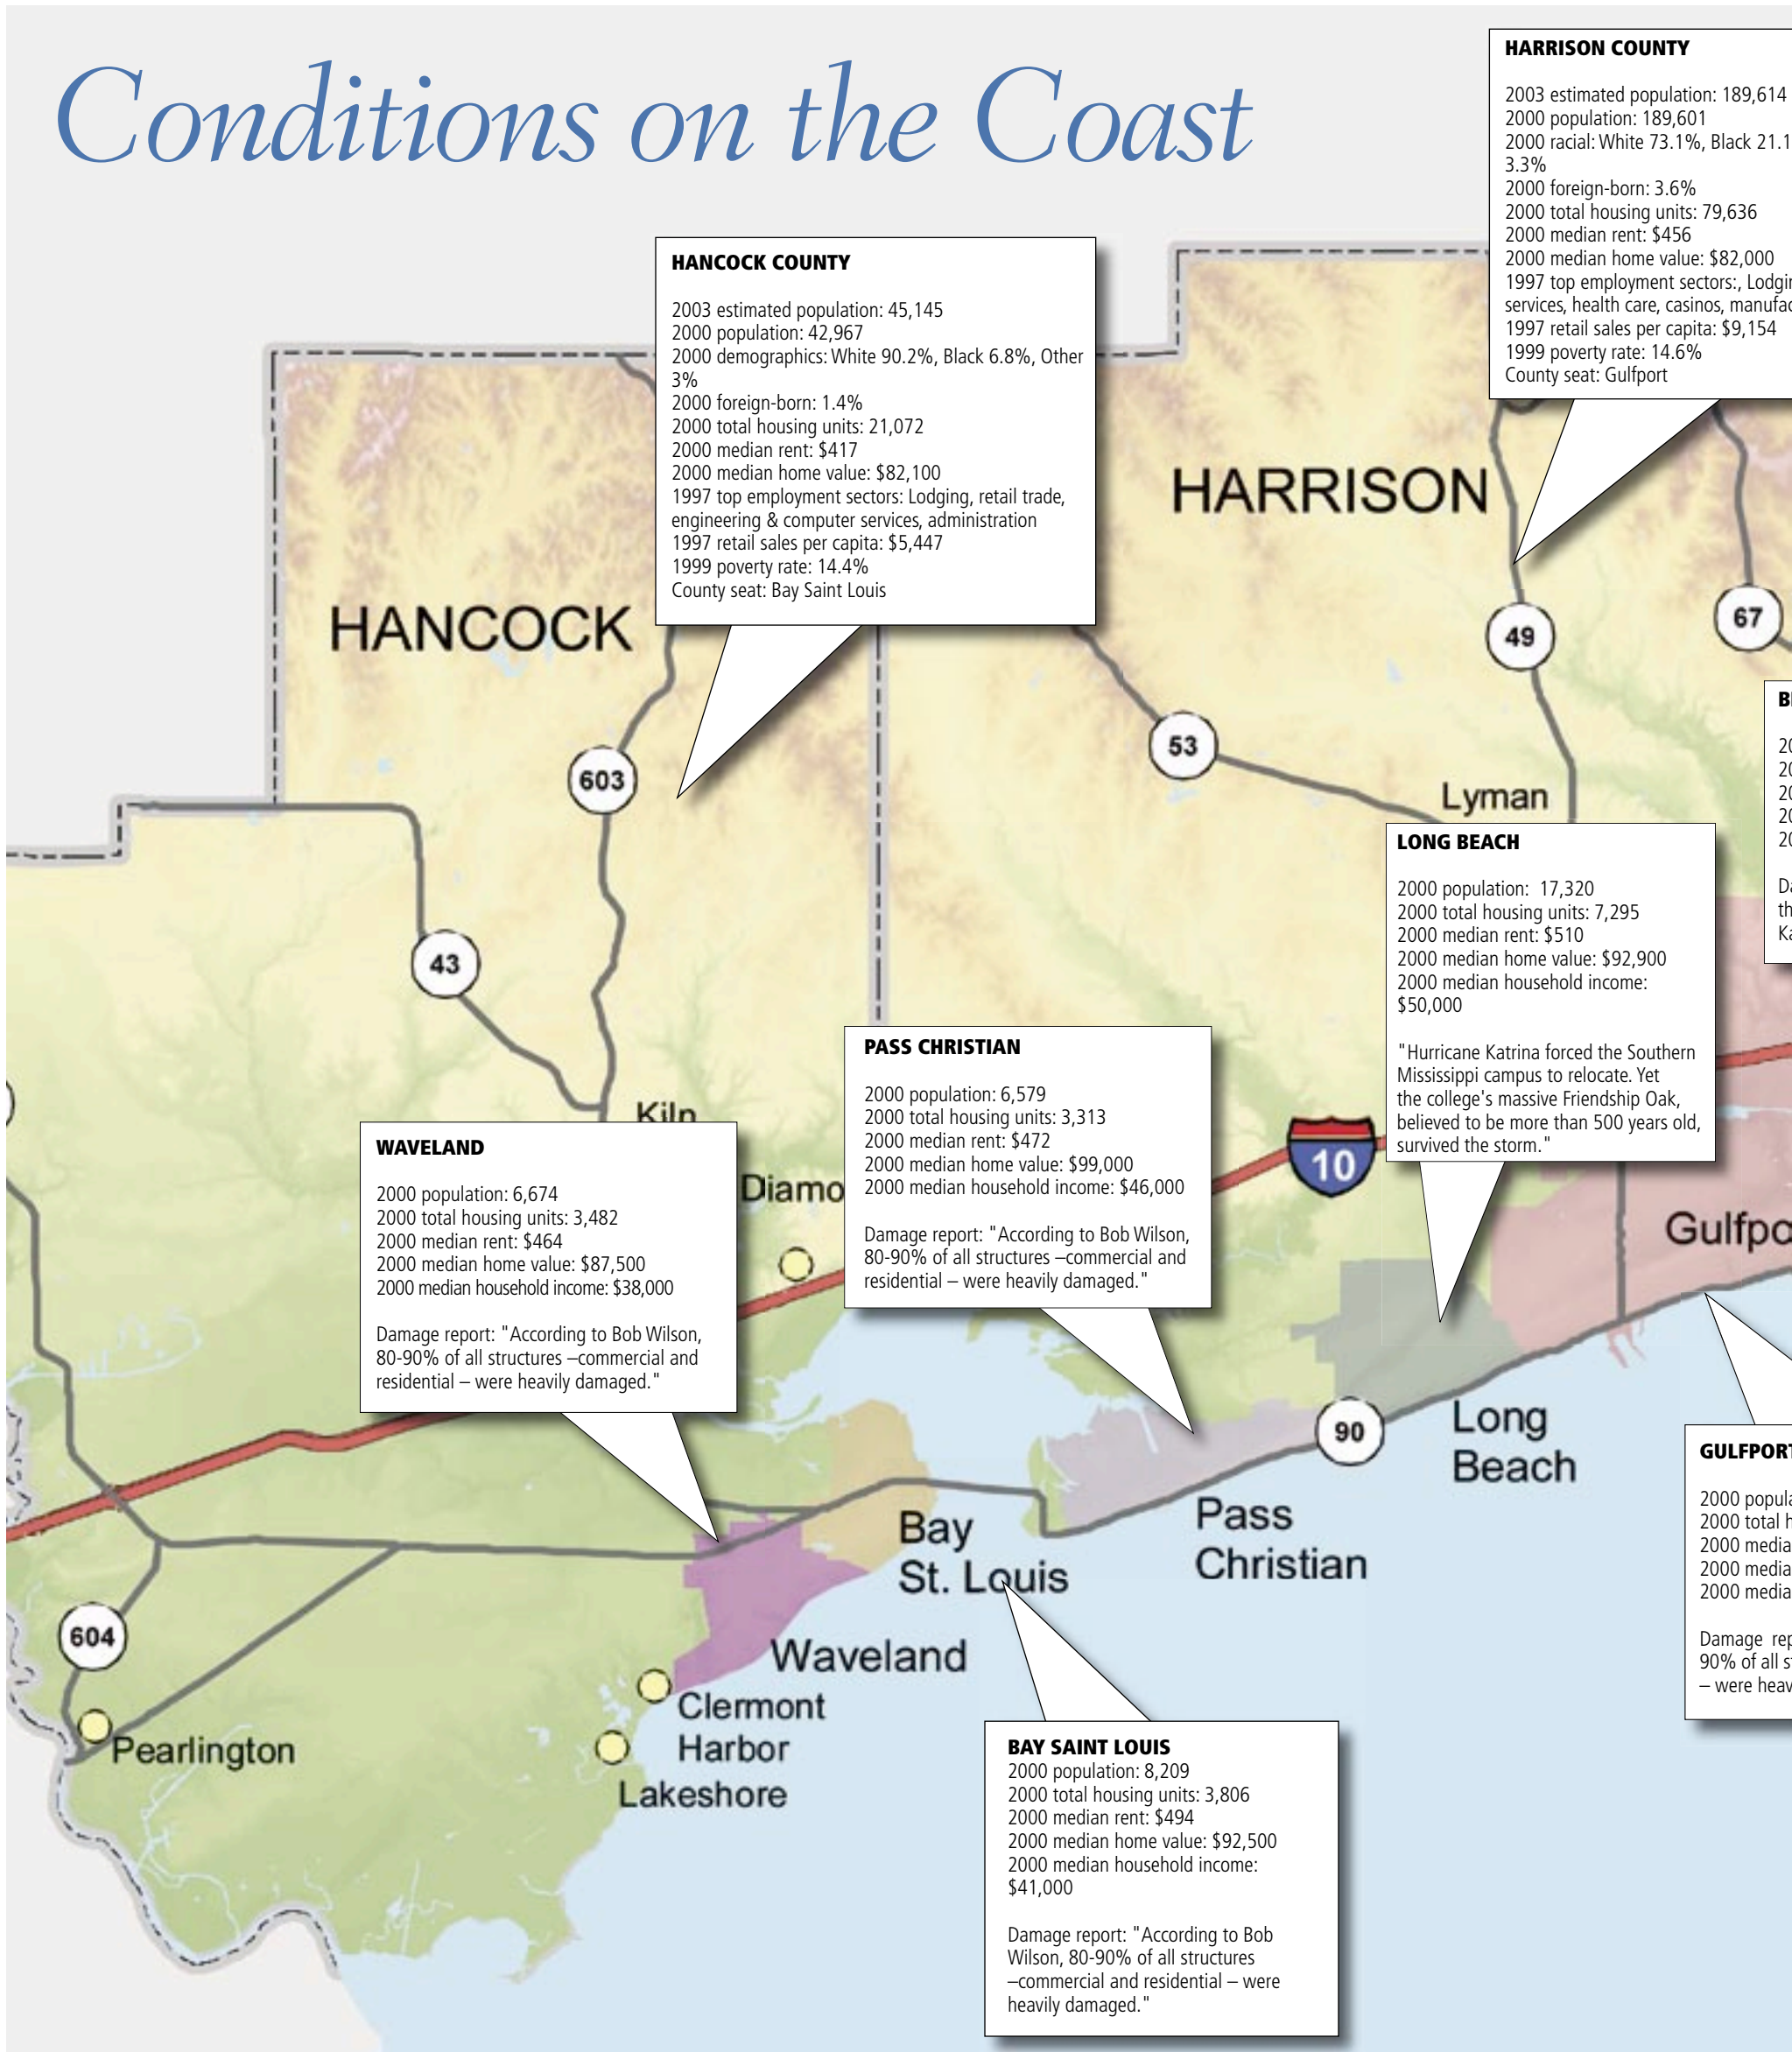 Conditions on the Coast
HARRISON COUNTY
2003 estimated population: 189,614
2000 population: 189,601
2000 racial: White 73.1%, Black 21.1
3.3%
2000 foreign-born: 3.6%
2000 total housing units: 79,636
2000 median rent: $456
2000 median home value: $82,000
1997 top employment sectors:,
services, health care, casinos,
1997 retail sales per capita: $9,154
1999 poverty rate: 14.6%
County seat: Gulfport
HANCOCK COUNTY
2003 estimated population: 45,145
2000 population: 42,967
2000 demographics: White 90.2%, Black 6.8%, Other
3%
2000 foreign-born: 1.4%
2000 total housing units: 21,072
2000 median rent: $417
2000 median home value: $82,100
1997 top employment sectors: Lodging, retail trade,
engineering & computer services, administration
1997 retail sales per capita: $5,447
1999 poverty rate: 14.4%
County seat: Bay Saint Louis
HARRISON
HANCOCK
49
67
53
603
Lyman
43
LONG BEACH
2000 population:  17,320
2000 total housing units: 7,295
2000 median rent: $510
2000 median home value: $92,900
2000 median household income:
$50,000
"Hurricane Katrina forced the Southern
Mississippi campus to relocate. Yet
the college's massive Friendship Oak,
believed to be more than 500 years old,
survived the storm."
PASS CHRISTIAN
2000 population: 6,579
2000 total housing units: 3,313
2000 median rent: $472
2000 median home value: $99,000
2000 median household income: $46,000
Damage report: "According to Bob Wilson,
80-90% of all structures –commercial and
residential – were heavily damaged."
Kiln
WAVELAND
2000 population: 6,674
2000 total housing units: 3,482
2000 median rent: $464
2000 median home value: $87,500
2000 median household income: $38,000
Damage report: "According to Bob Wilson,
80-90% of all structures –commercial and
residential – were heavily damaged."
Diamo
10
Gulfpo
90
Long
Beach
Pass
Christian
Bay
St. Louis
GULFPORT
2000
2000 total
2000
2000
2000
Damage
90% of all
– were
604
Waveland
Clermont
Harbor
Pearlington
Lakeshore
BAY SAINT LOUIS
2000 population: 8,209
2000 total housing units: 3,806
2000 median rent: $494
2000 median home value: $92,500
2000 median household income:
$41,000
Damage report: "According to Bob
Wilson, 80-90% of all structures
–commercial and residential – were
heavily damaged."